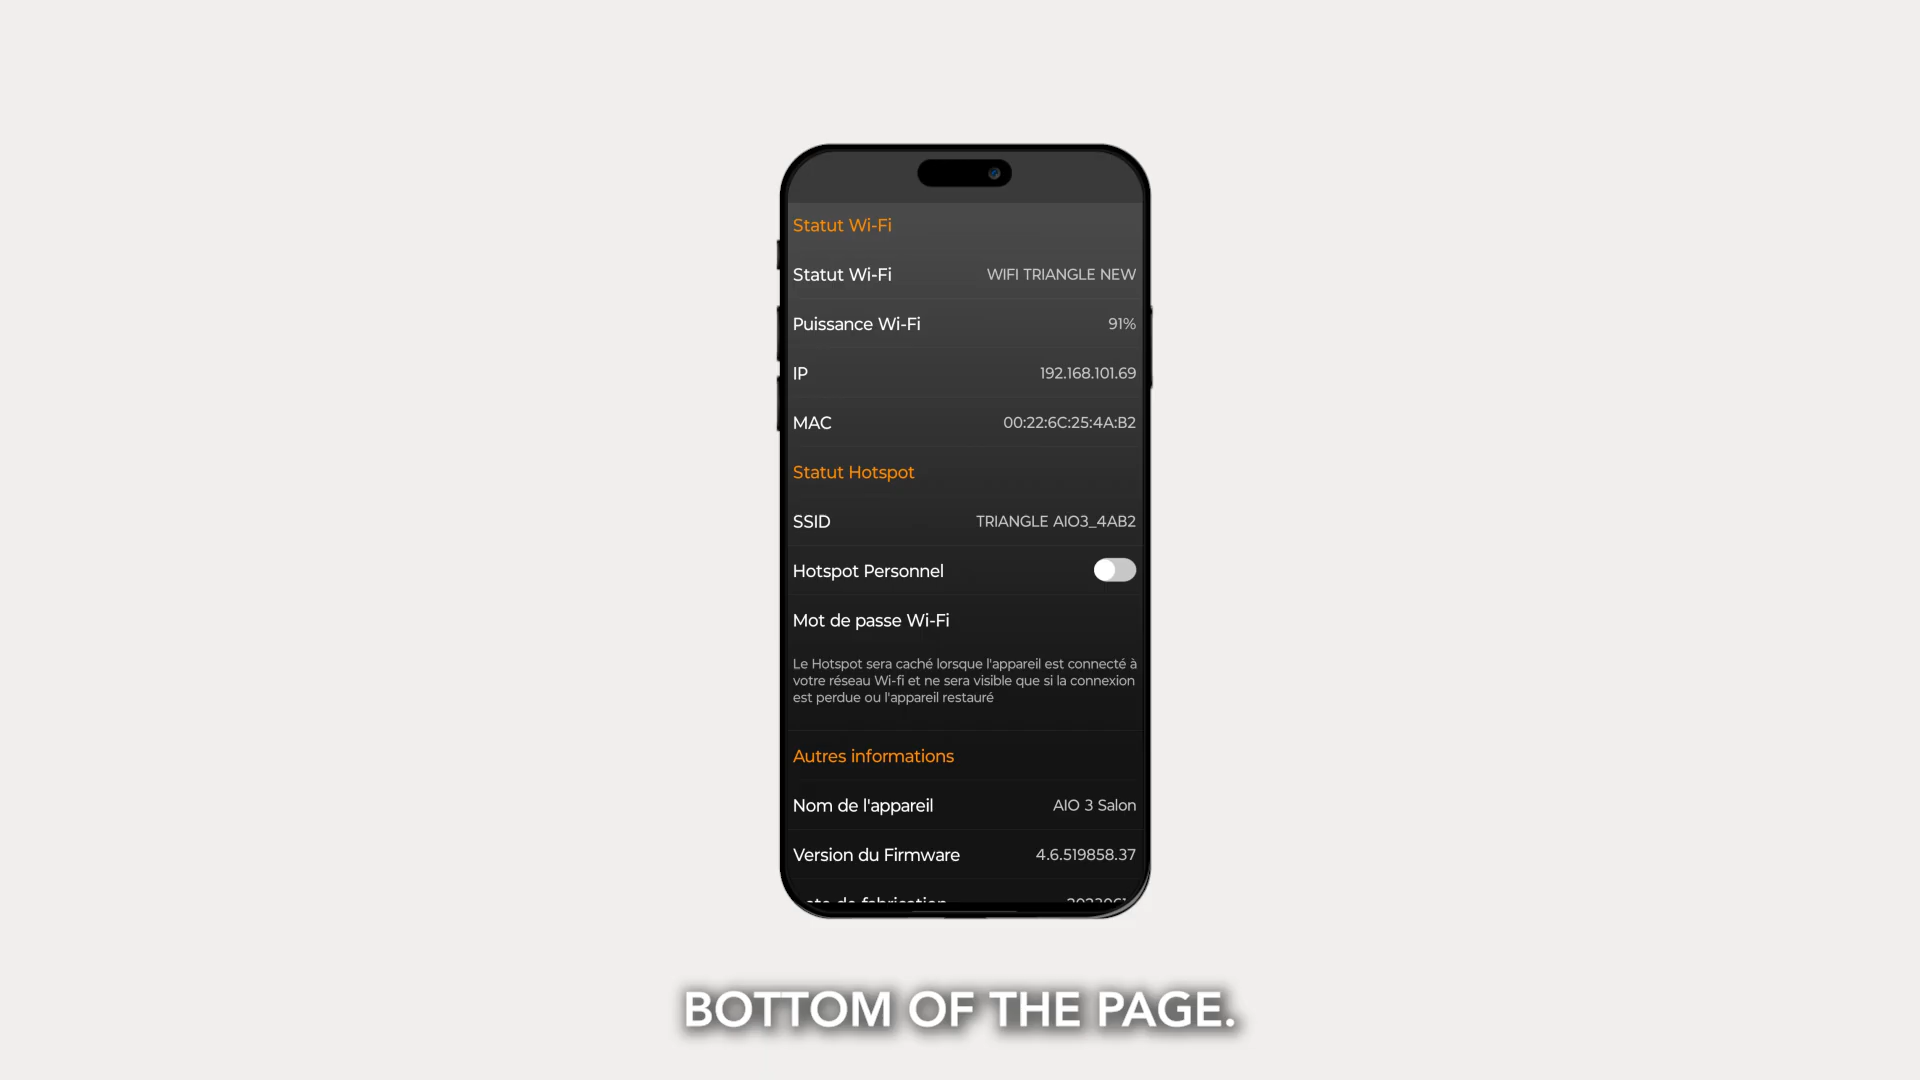 Statut Wi-Fi
Statut Wi-Fi WIFI TRIANGLE NEW
Puissance Wi-Fi 91%
IP 192.168.101.69
MAC 00:22:6C:25:4A:B2
Statut Hotspot
SSID TRIANGLE AIO3_4AB2
Hotspot Personnel
Mot de passe Wi-Fi
Le Hotspot sera caché lorsque l'appareil est connecté à
votre réseau Wi-fi et ne sera visible que si la connexion
est perdue ou l'appareil restauré
Autres informations
Nom de l'appareil AIO 3 Salon
Version du Firmware 4.6.519858.37
de fabrication
BOTTOM OF THE PAGE.